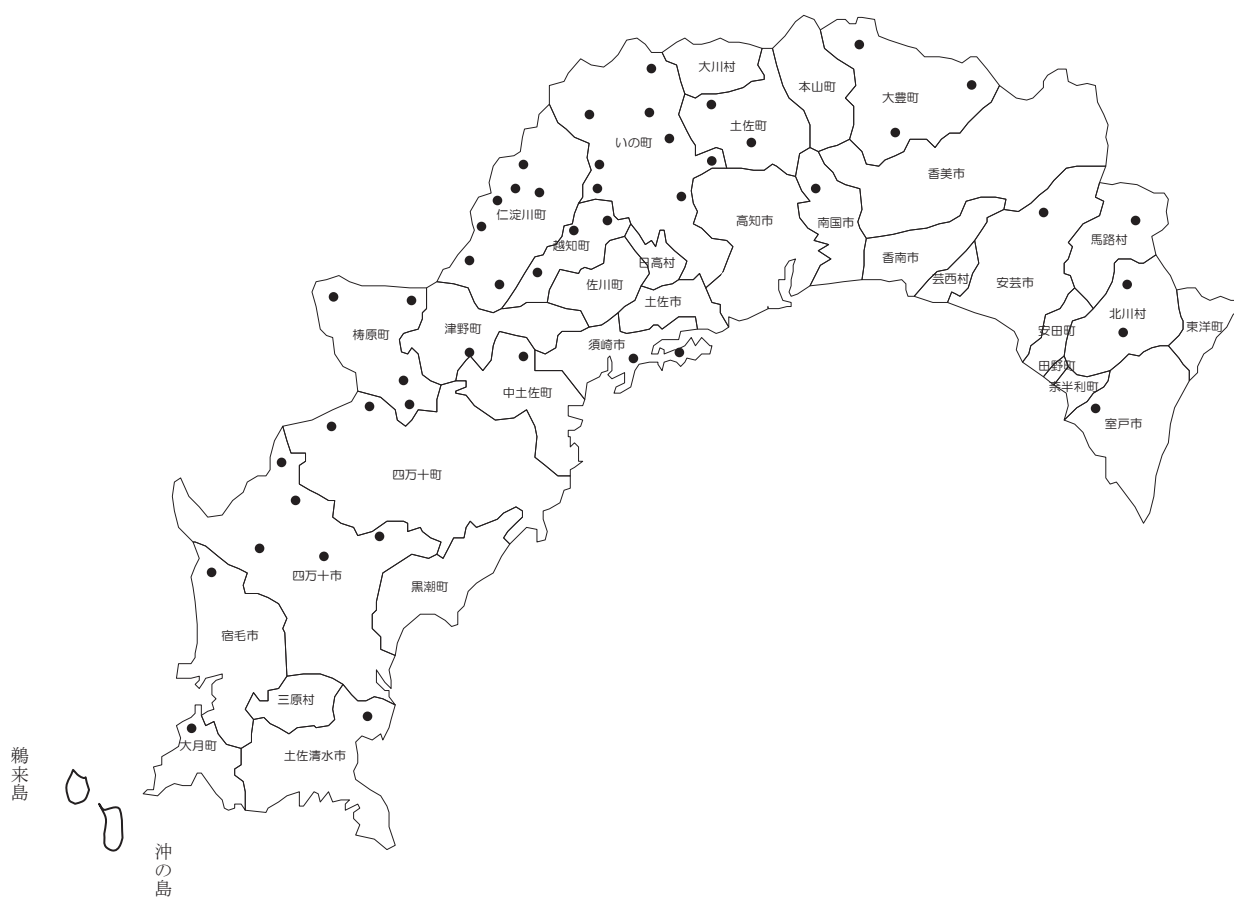 大川村
本山町
大豊町
土佐町
いの町
香美市
仁淀川町
高知市
南国市
馬路村
越知町
日高村
香南市
芸西村
安芸市
佐川町
土佐市
北川村
東洋町
梼原町
津野町
須崎市
安田町
田野町
奈半利町
中土佐町
室戸市
四万十町
四万十市
黒潮町
宿毛市
三原村
大月町
土佐清水市
鵜来島
沖の島